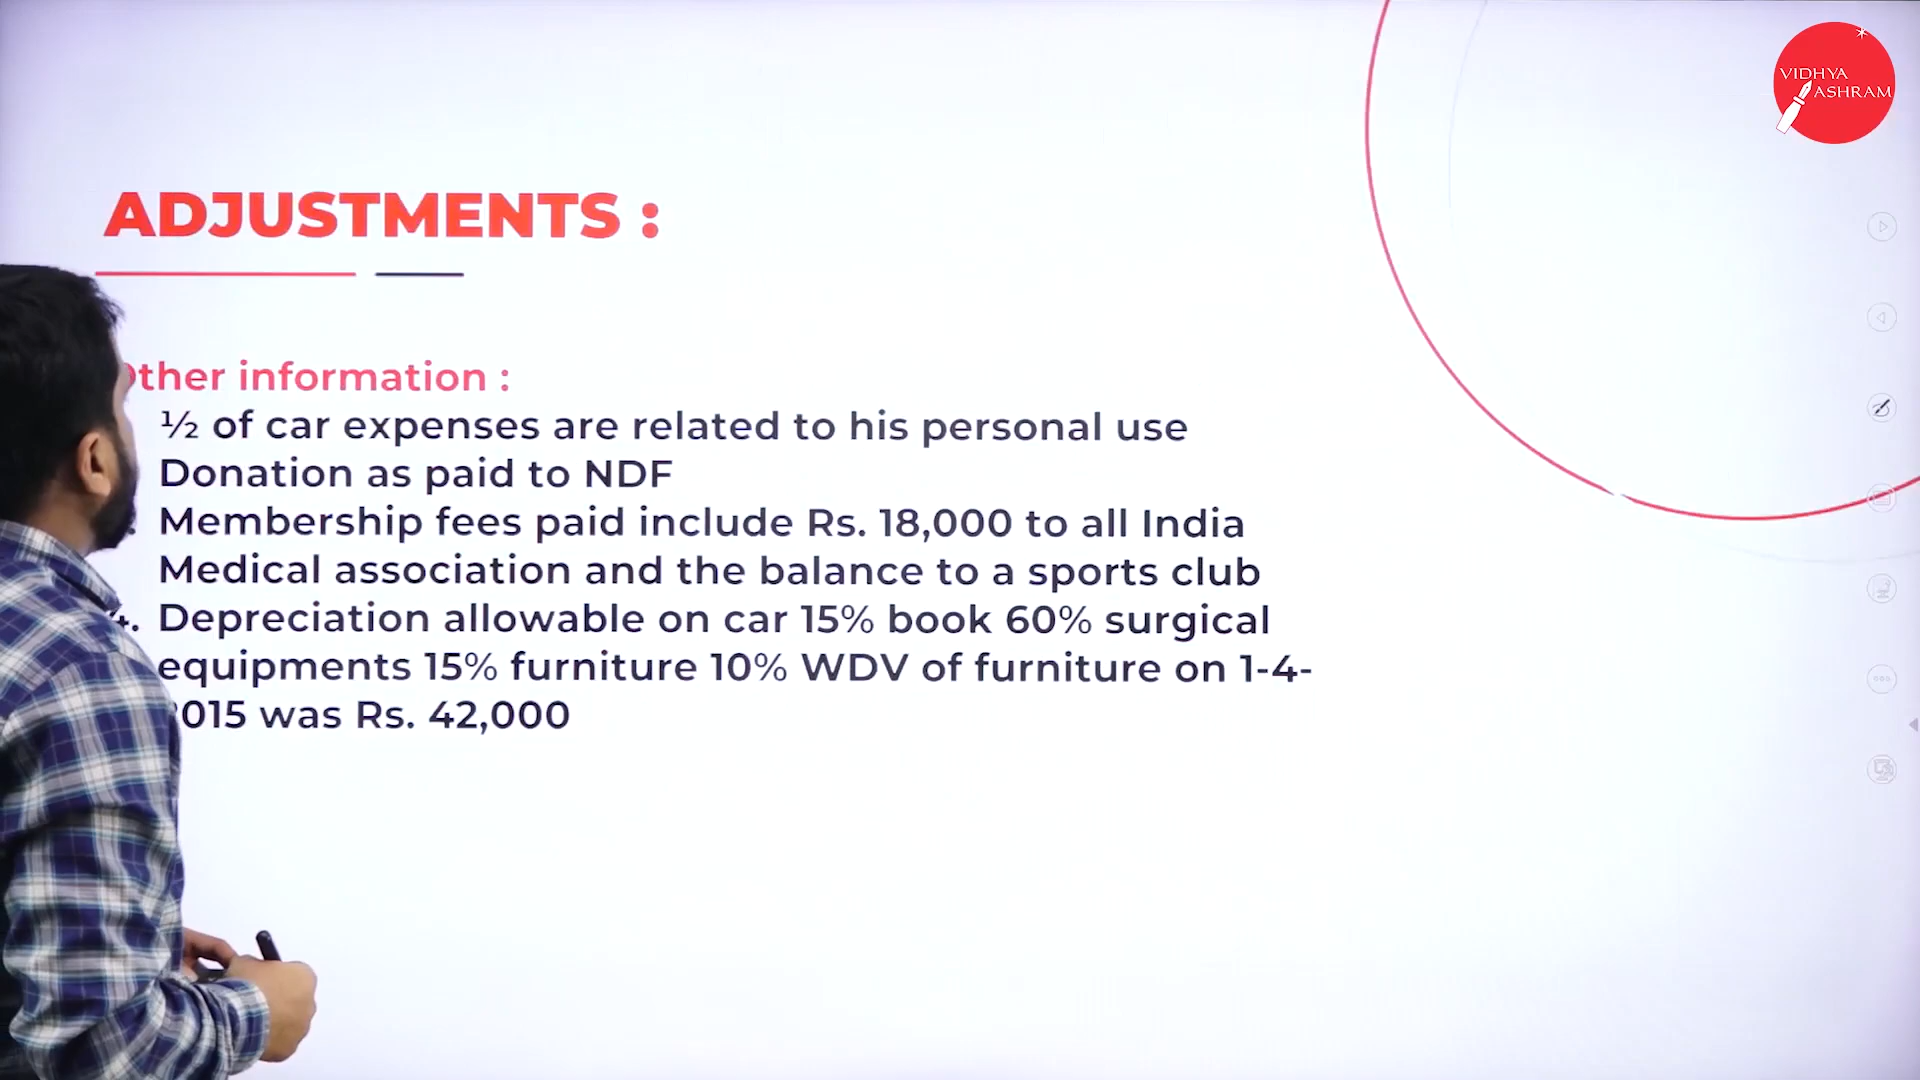 VIDHYA
ASHRAM
ADJUSTMENTS :
Other information :
½ of car expenses are related to his personal use
Donation as paid to NDF
Membership fees paid include Rs. 18,000 to all India
Medical association and the balance to a sports club
4. Depreciation allowable on car 15% book 60% surgical
equipments 15% furniture 10% WDV of furniture on 1-4-
2015 was Rs. 42,000